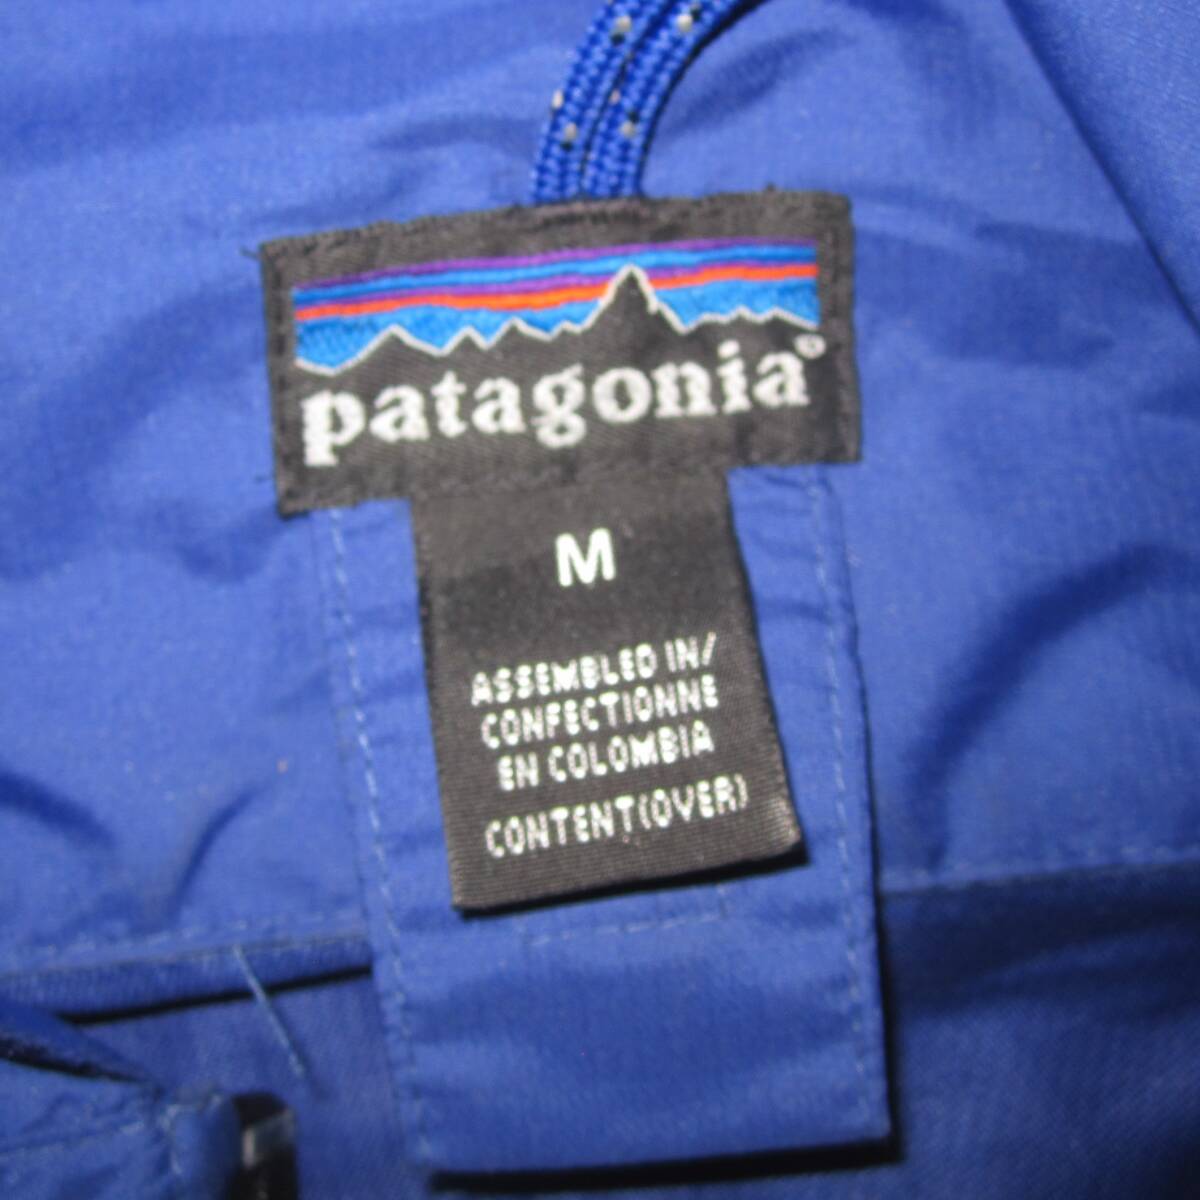 patagonia®
M
ASSEMBLED IN/
CONFECTIONNE
EN COLOMBIA
CONTENT(OVER)